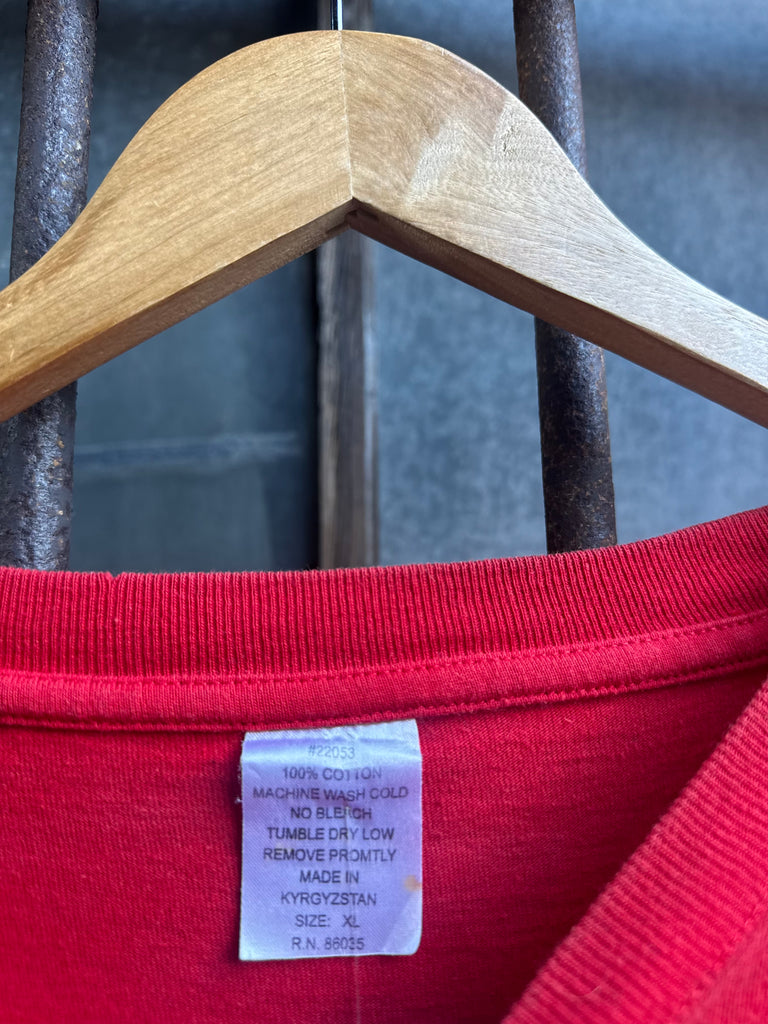 #22053
100% COTTON
MACHINE WASH COLD
NO BLEACH
TUMBLE DRY LOW
REMOVE PROMTLY
MADE IN
KYRGYZSTAN
SIZE: XL
R.N. 86035